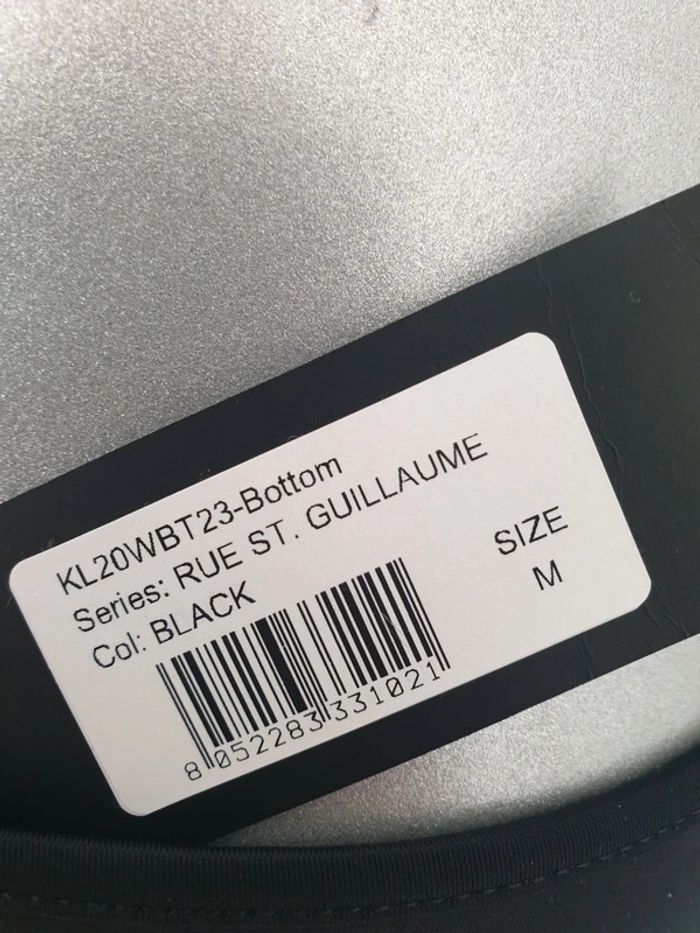 KL20WBT23-Bottom
Series: RUE ST. GUILLAUME
Col: BLACK
SIZE
M
8 052283 331021